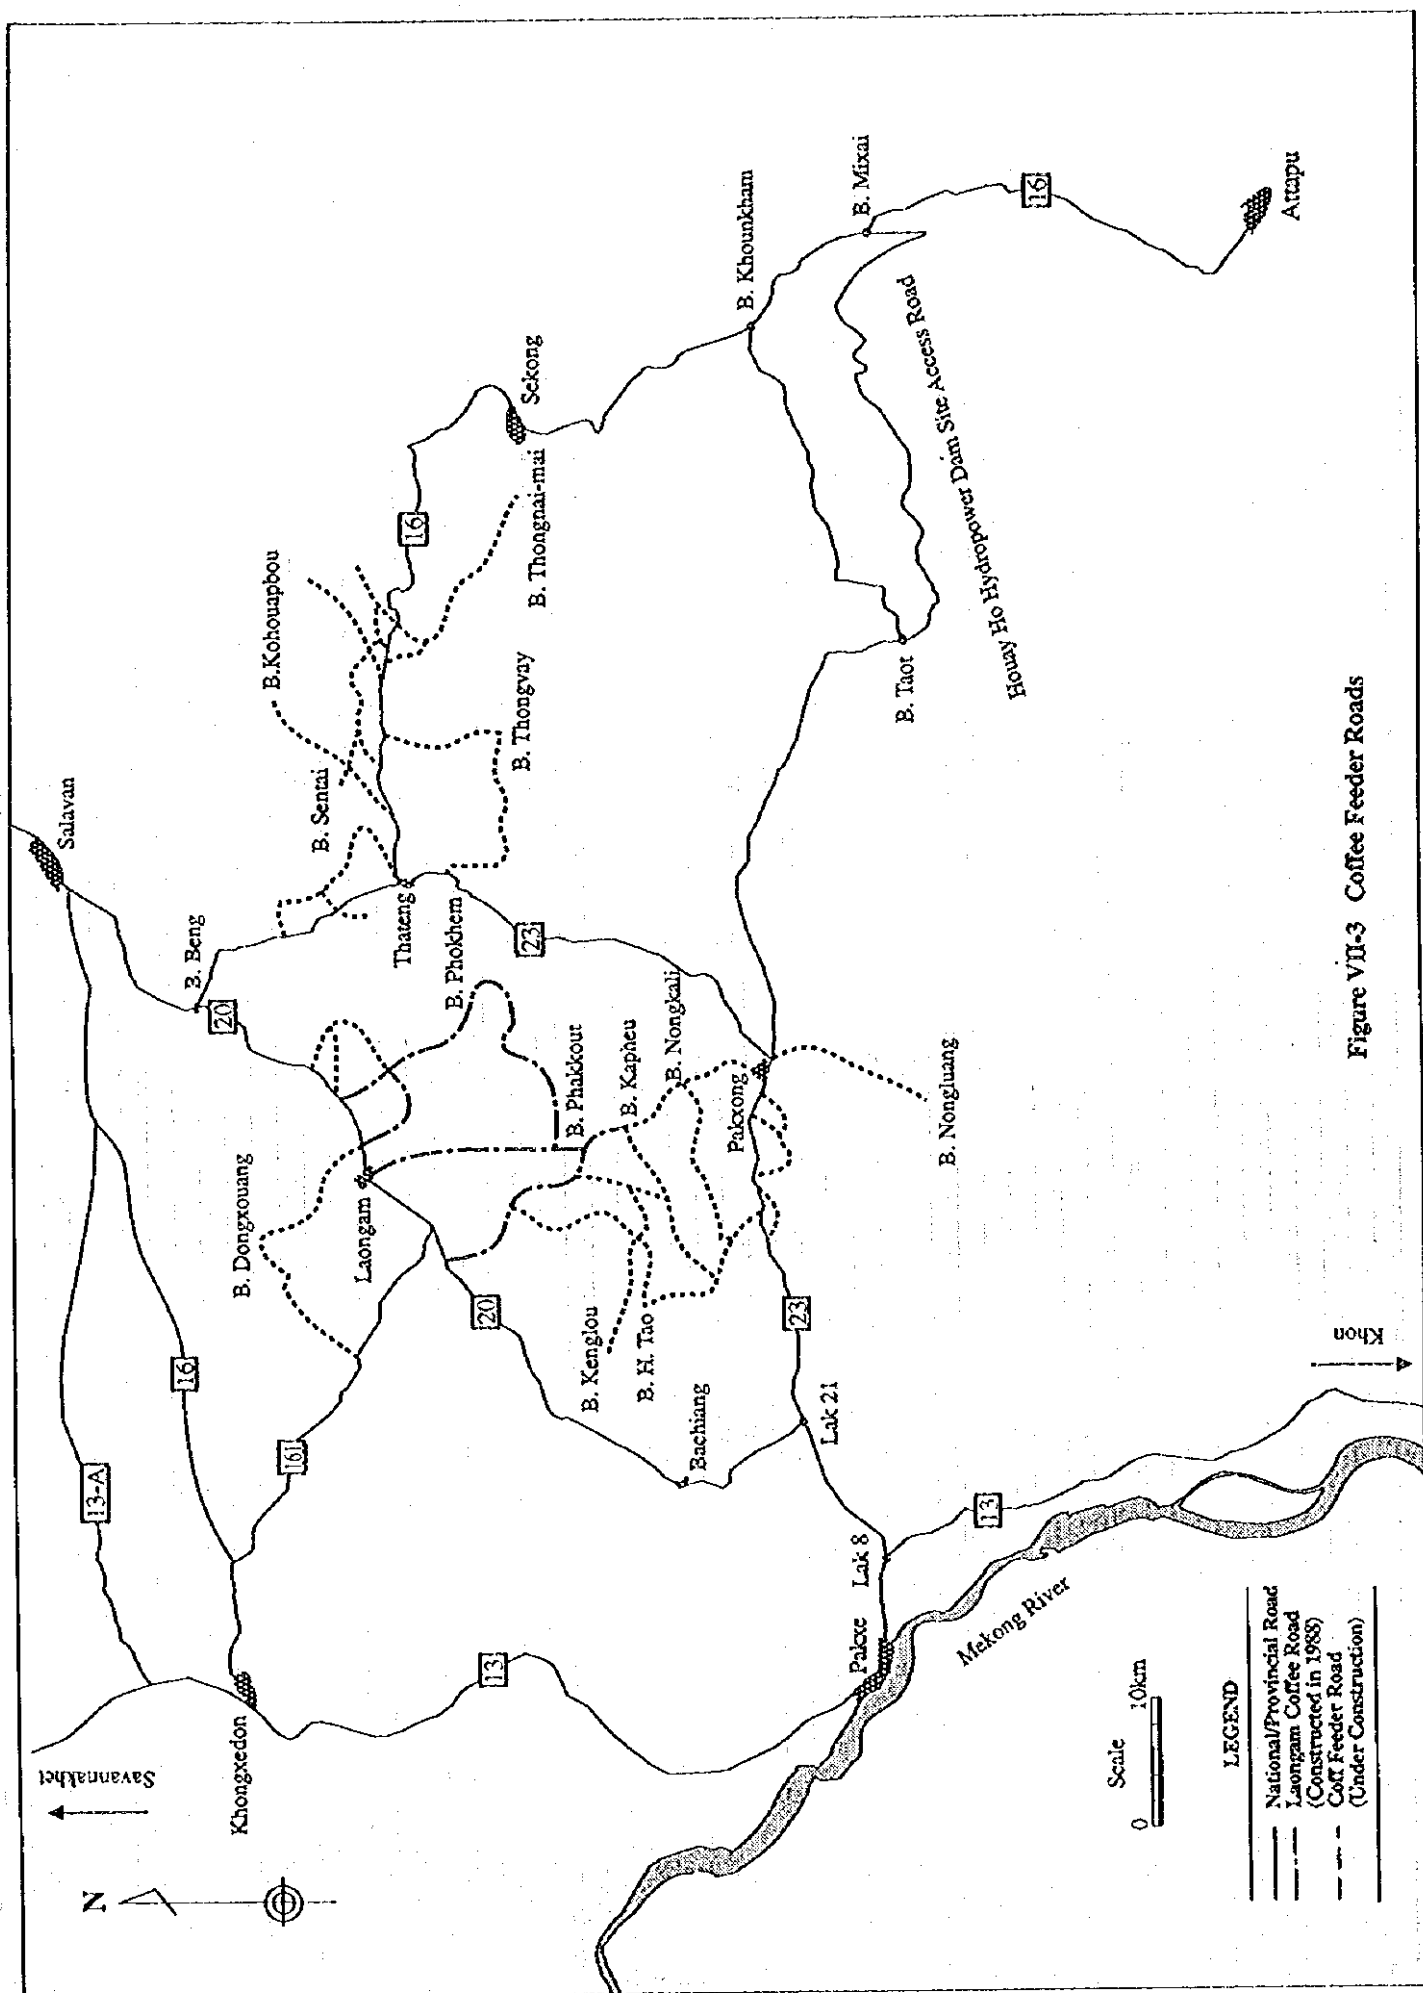 N
Savannakhet
Salavan
13-A
16
B. Beng
20
Khongxedon
161
B. Dongxouang
B. Sentai
B.Kohouapbou
Laongam
Thateng
16
Sekong
B. Phokhem
B. Thongvay
B. Thongnai-mai
13
20
23
B. Phakkout
B. Kapheu
B. Nongkali
B. Kenglou
B. H. Tao
Bachiang
Pakxong
B. Khounkham
B. Mixai
23
Lak 21
Pakxe
Lak 8
B. Taot
Houay Ho Hydropower Dam Site Access Road
B. Nongluang
16
13
Mekong River
Attapu
Khon
Scale
0 10km
LEGEND
National/Provincial Road
Laongam Coffee Road
(Constructed in 1988)
Coff Feeder Road
(Under Construction)
Figure VII-3 Coffee Feeder Roads